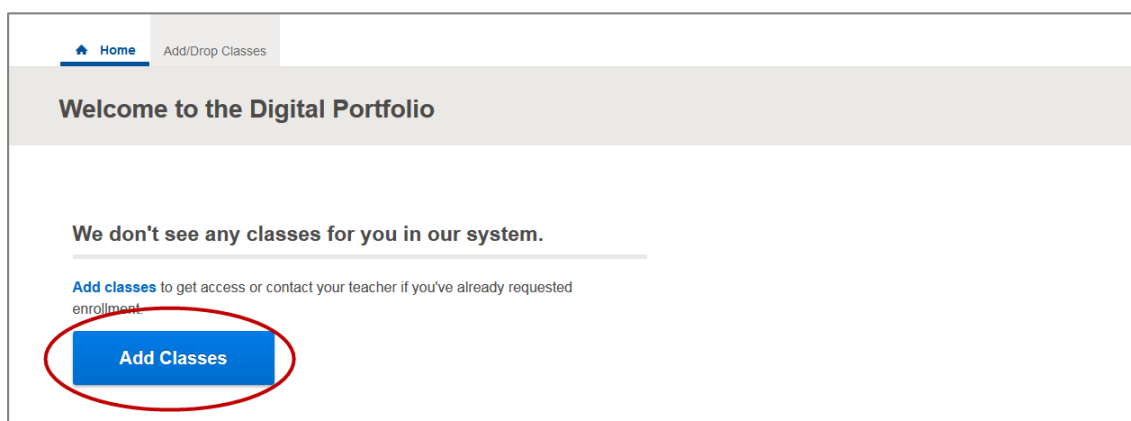 Home Add/Drop Classes
Welcome to the Digital Portfolio
We don't see any classes for you in our system.
Add classes to get access or contact your teacher if you've already requested
enrollment.
Add Classes